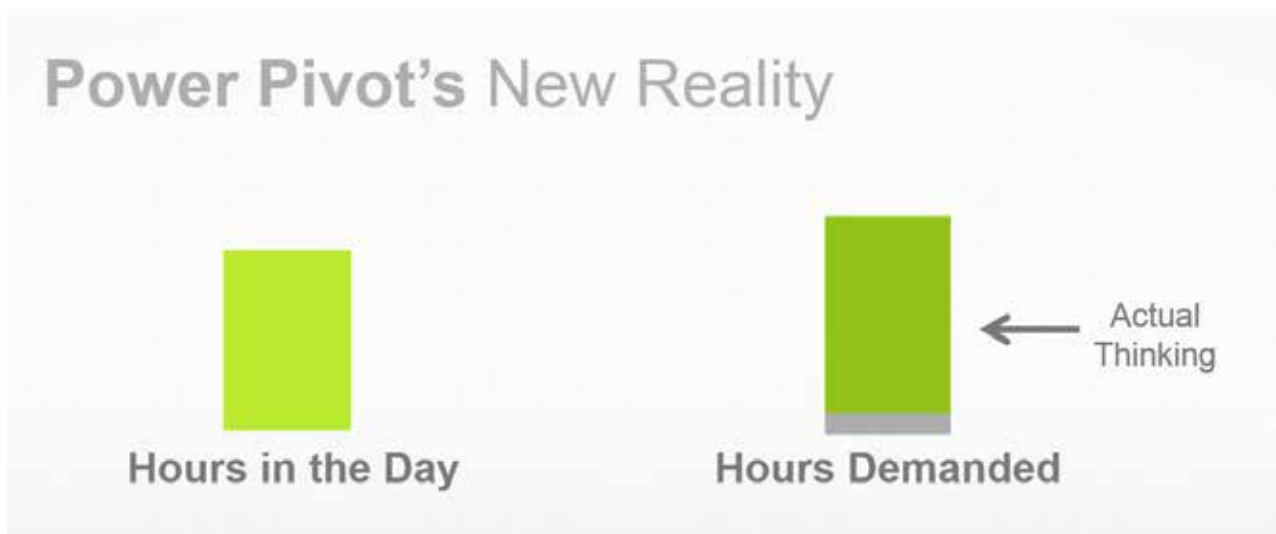 Power Pivot's New Reality
Actual
Thinking
Hours in the Day
Hours Demanded